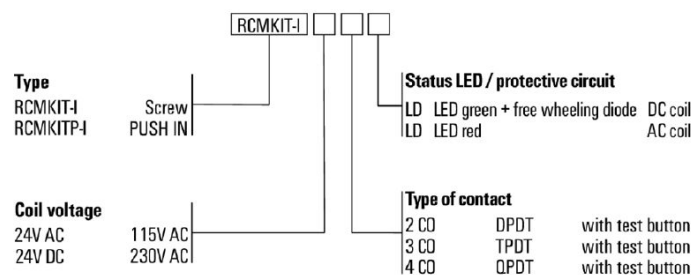 RCMKIT-I
Type
RCMKIT-I Screw
RCMKITP-I PUSH IN
Status LED / protective circuit
LD LED green + free wheeling diode DC coil
LD LED red AC coil
Coil voltage
24V AC 115V AC
24V DC 230V AC
Type of contact
2 CO DPDT with test button
3 CO TPDT with test button
4 CO QPDT with test button